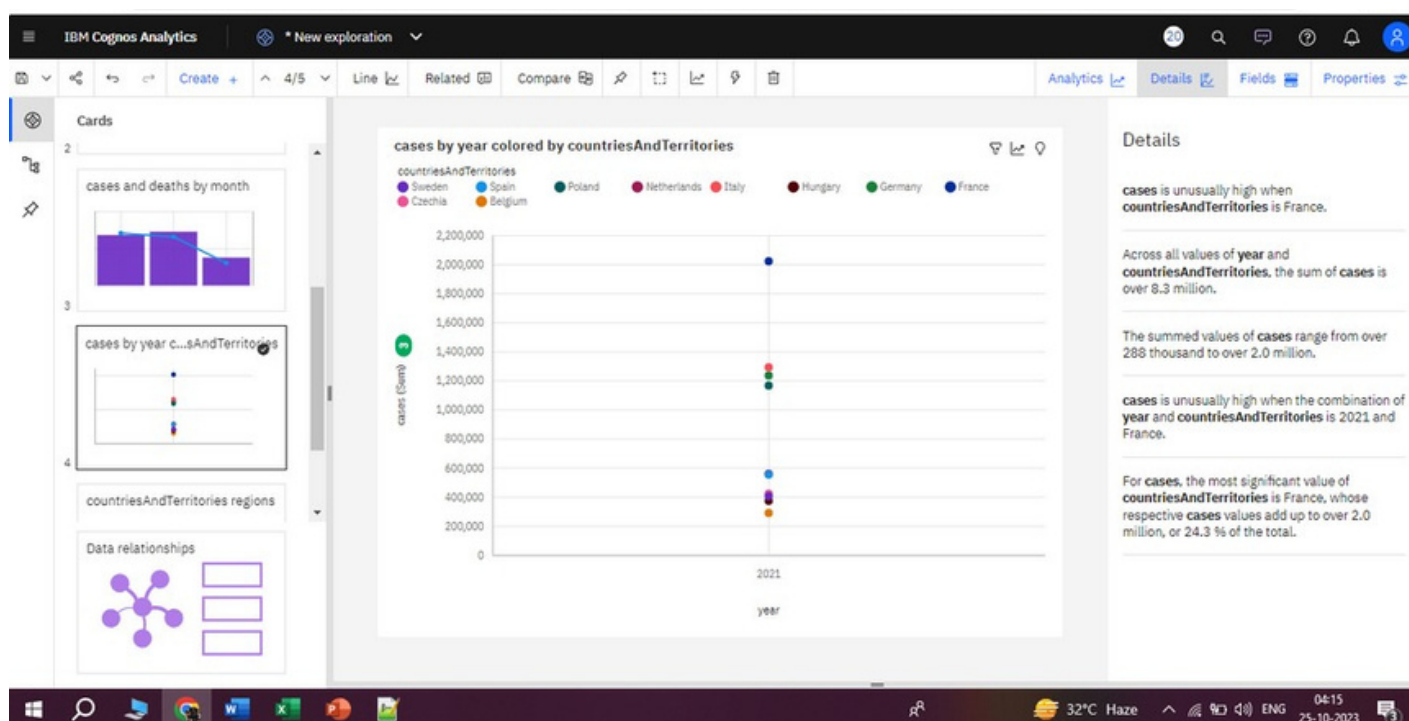 IBM Cognos Analytics
* New exploration
20
Create +
4/5
Line
Related
Compare
Analytics
Details
Fields
Properties
Cards
2
cases and deaths by month
3
cases by year c...sAndTerritories
4
countriesAndTerritories regions
Data relationships
cases by year colored by countriesAndTerritories
countriesAndTerritories
Sweden Spain Poland Netherlands Italy Hungary Germany France
Czechia Belgium
2,200,000
2,000,000
1,800,000
1,600,000
1,400,000
1,200,000
1,000,000
800,000
600,000
400,000
200,000
0
cases (Sum)
3
2021
year
Details
cases is unusually high when
countriesAndTerritories is France.
Across all values of year and
countriesAndTerritories, the sum of cases is
over 8.3 million.
The summed values of cases range from over
288 thousand to over 2.0 million.
cases is unusually high when the combination of
year and countriesAndTerritories is 2021 and
France.
For cases, the most significant value of
countriesAndTerritories is France, whose
respective cases values add up to over 2.0
million, or 24.3 % of the total.
32°C Haze
ENG
04:15
25-10-2023
3